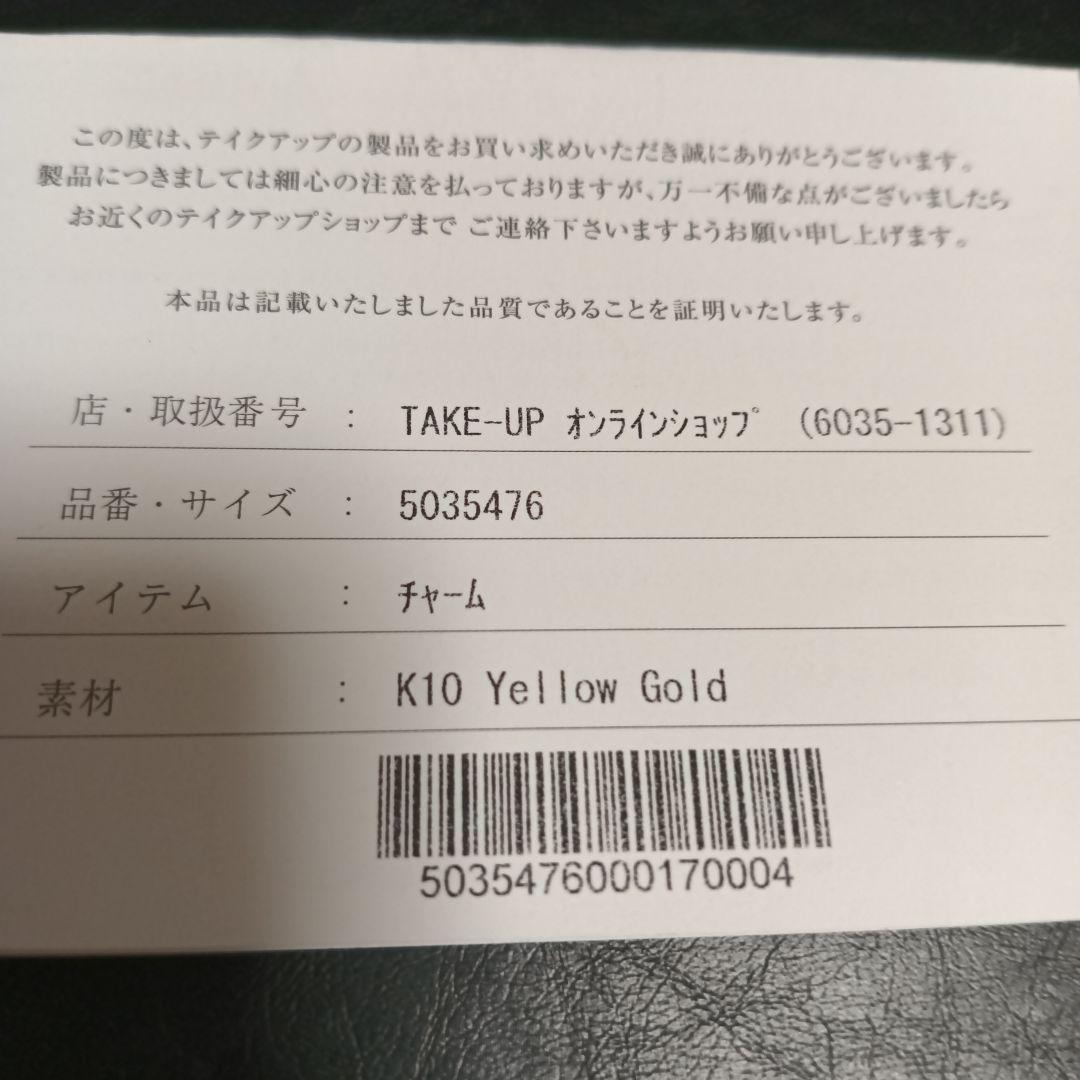 この度は、テイクアップの製品をお買い求めいただき誠にありがとうございます。
製品につきましては細心の注意を払っておりますが、万一不備な点がございましたら
お近くのテイクアップショップまで ご連絡下さいますようお願い申し上げます。
本品は記載いたしました品質であることを証明いたします。
店・取扱番号 : TAKE-UP ｵﾝﾗｲﾝｼｮｯﾌﾟ (6035-1311)
品番・サイズ : 5035476
アイテム : ﾁｬｰﾑ
素材 : K10 Yellow Gold
5035476000170004